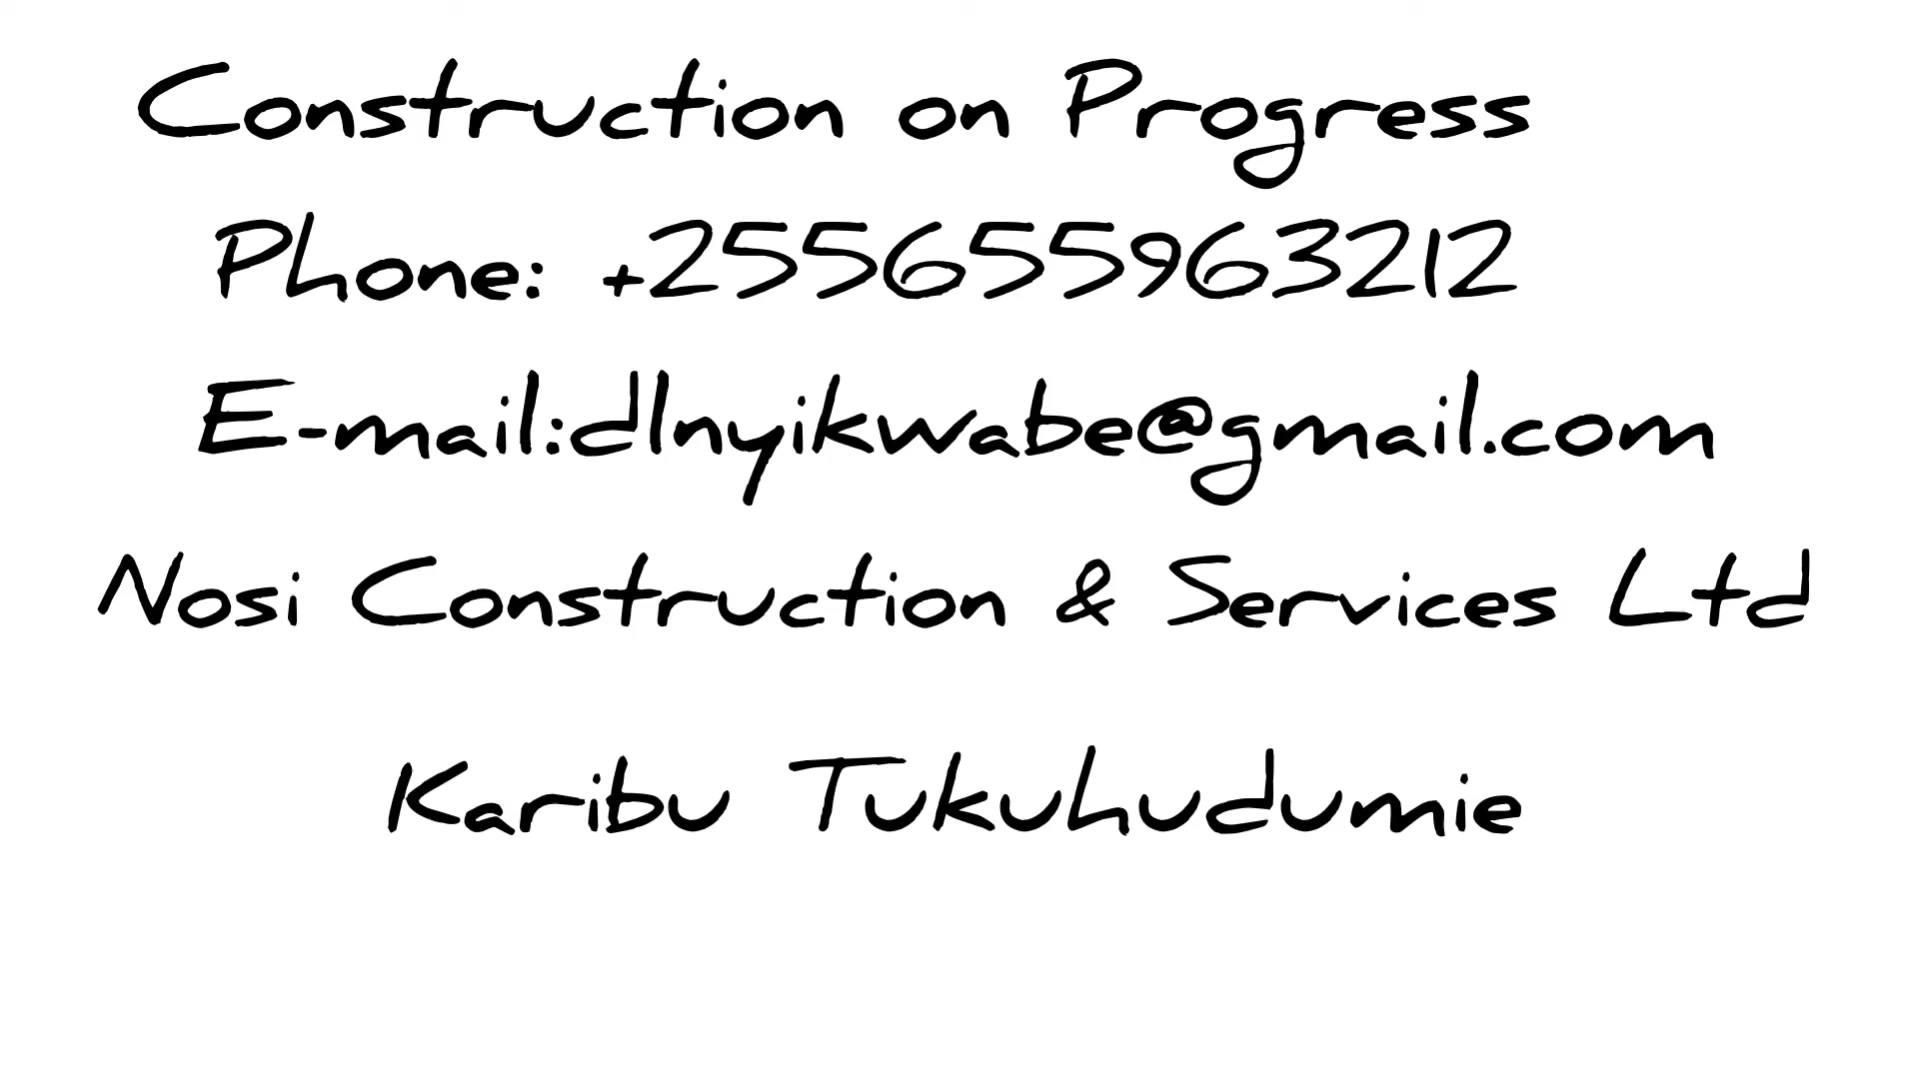 Construction on Progress
Phone: +255655963212
E-mail:dlnyikwabe@gmail.com
Nosi Construction & Services Ltd
Karibu Tukuhudumie